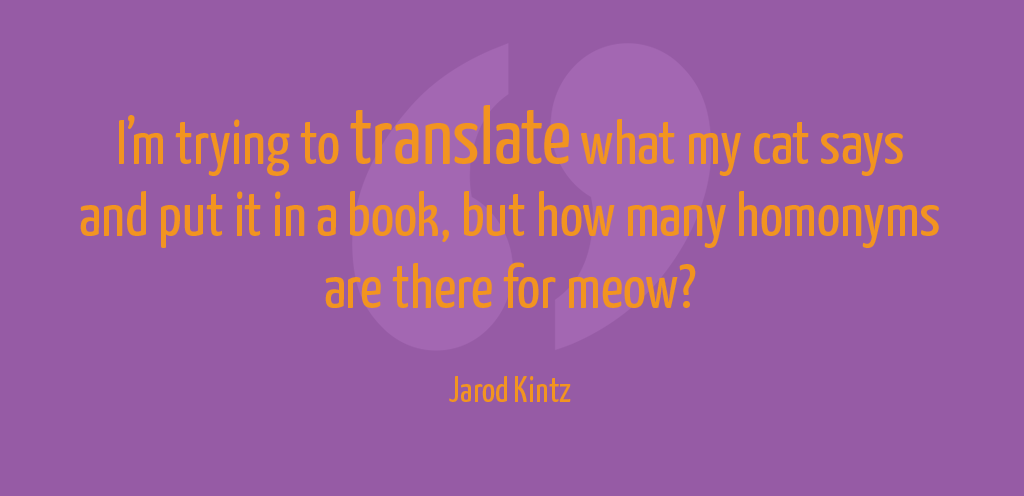 I’m trying to translate what my cat says
and put it in a book, but how many homonyms
are there for meow?
Jarod Kintz